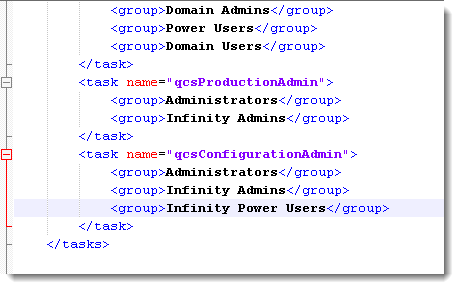 <group>Domain Admins</group>
<group>Power Users</group>
<group>Domain Users</group>
</task>
<task name="qcsProductionAdmin">
<group>Administrators</group>
<group>Infinity Admins</group>
</task>
<task name="qcsConfigurationAdmin">
<group>Administrators</group>
<group>Infinity Admins</group>
<group>Infinity Power Users</group>
</task>
</tasks>